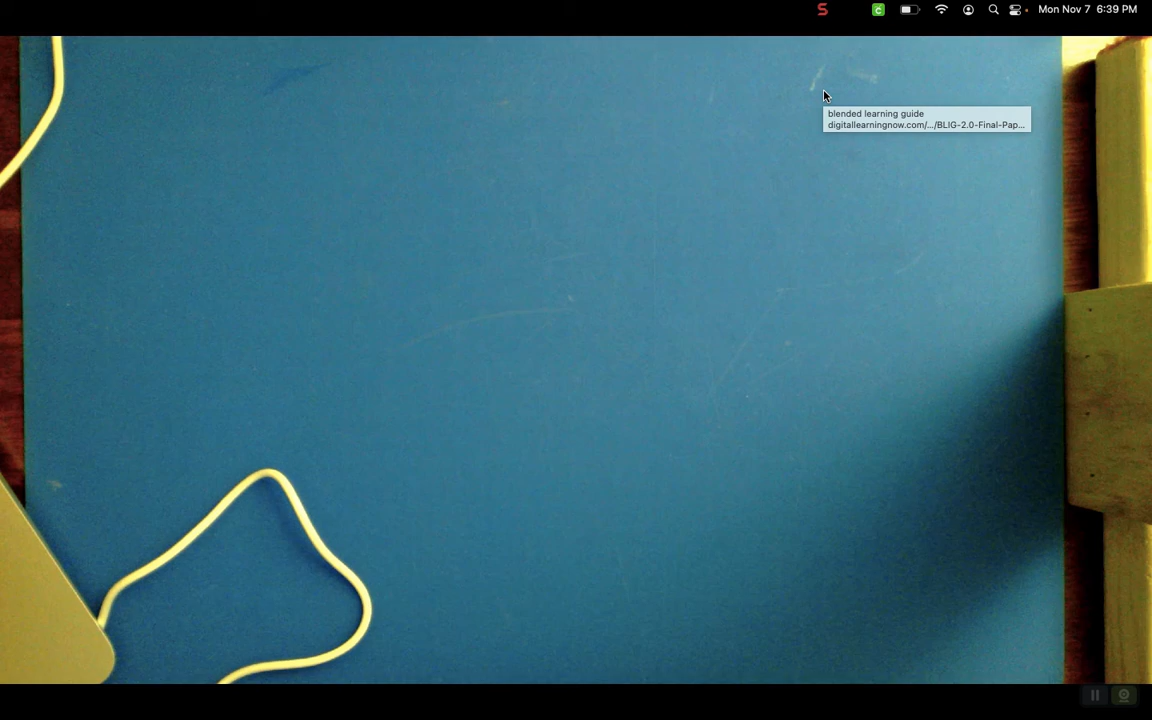 S C Mon Nov 7 6:39 PM
blended learning guide
digitallearningnow.com/.../BLIG-2.0-Final-Pap...